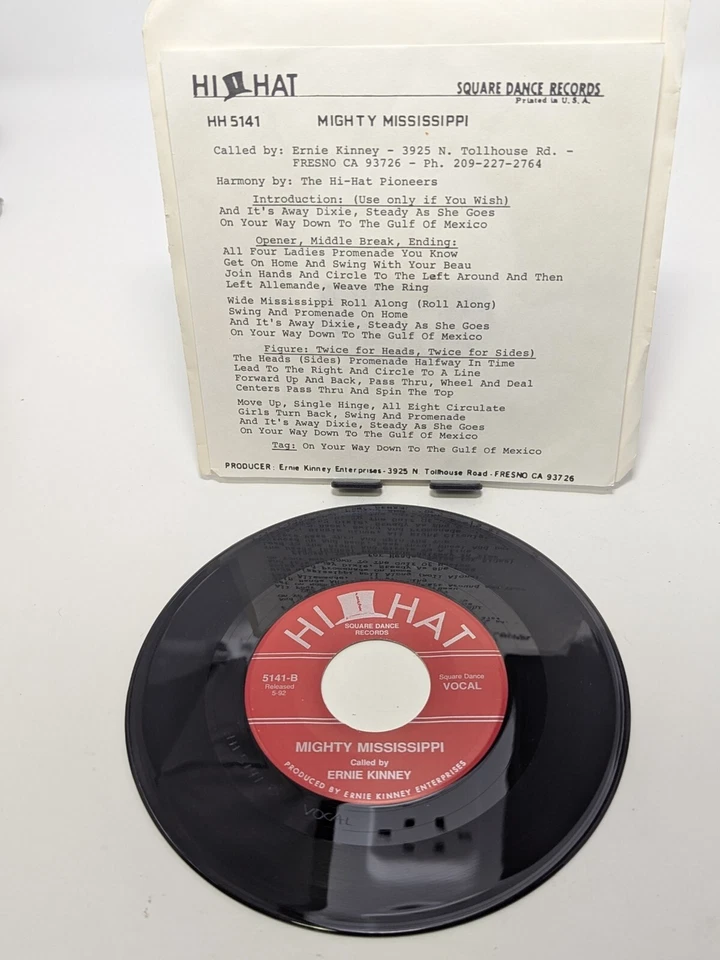 HI HAT SQUARE DANCE RECORDS
Printed in U.S.A.
HH 5141 MIGHTY MISSISSIPPI
Called by: Ernie Kinney - 3925 N. Tollhouse Rd. -
FRESNO CA 93726 - Ph. 209-227-2764
Harmony by: The Hi-Hat Pioneers
Introduction: (Use only if You Wish)
And It's Away Dixie, Steady As She Goes
On Your Way Down To The Gulf Of Mexico
Opener, Middle Break, Ending:
All Four Ladies Promenade You Know
Get On Home And Swing With Your Beau
Join Hands And Circle To The Left Around And Then
Left Allemande, Weave The Ring
Wide Mississippi Roll Along (Roll Along)
Swing And Promenade On Home
And It's Away Dixie, Steady As She Goes
On Your Way Down To The Gulf Of Mexico
Figure: Twice for Heads, Twice for Sides)
The Heads (Sides) Promenade Halfway In Time
Lead To The Right And Circle To A Line
Forward Up And Back, Pass Thru, Wheel And Deal
Centers Pass Thru And Spin The Top
Move Up, Single Hinge, All Eight Circulate
Girls Turn Back, Swing And Promenade
And It's Away Dixie, Steady As She Goes
On Your Way Down To The Gulf Of Mexico
Tag: On Your Way Down To The Gulf Of Mexico
PRODUCER: Ernie Kinney Enterprises-3925 N. Tollhouse Road-FRESNO CA 93726
HI HAT
SQUARE DANCE
RECORDS
5141-B
Released
5-92
Square Dance
VOCAL
MIGHTY MISSISSIPPI
Called by
ERNIE KINNEY
PRODUCED BY ERNIE KINNEY ENTERPRISES
VOCAL